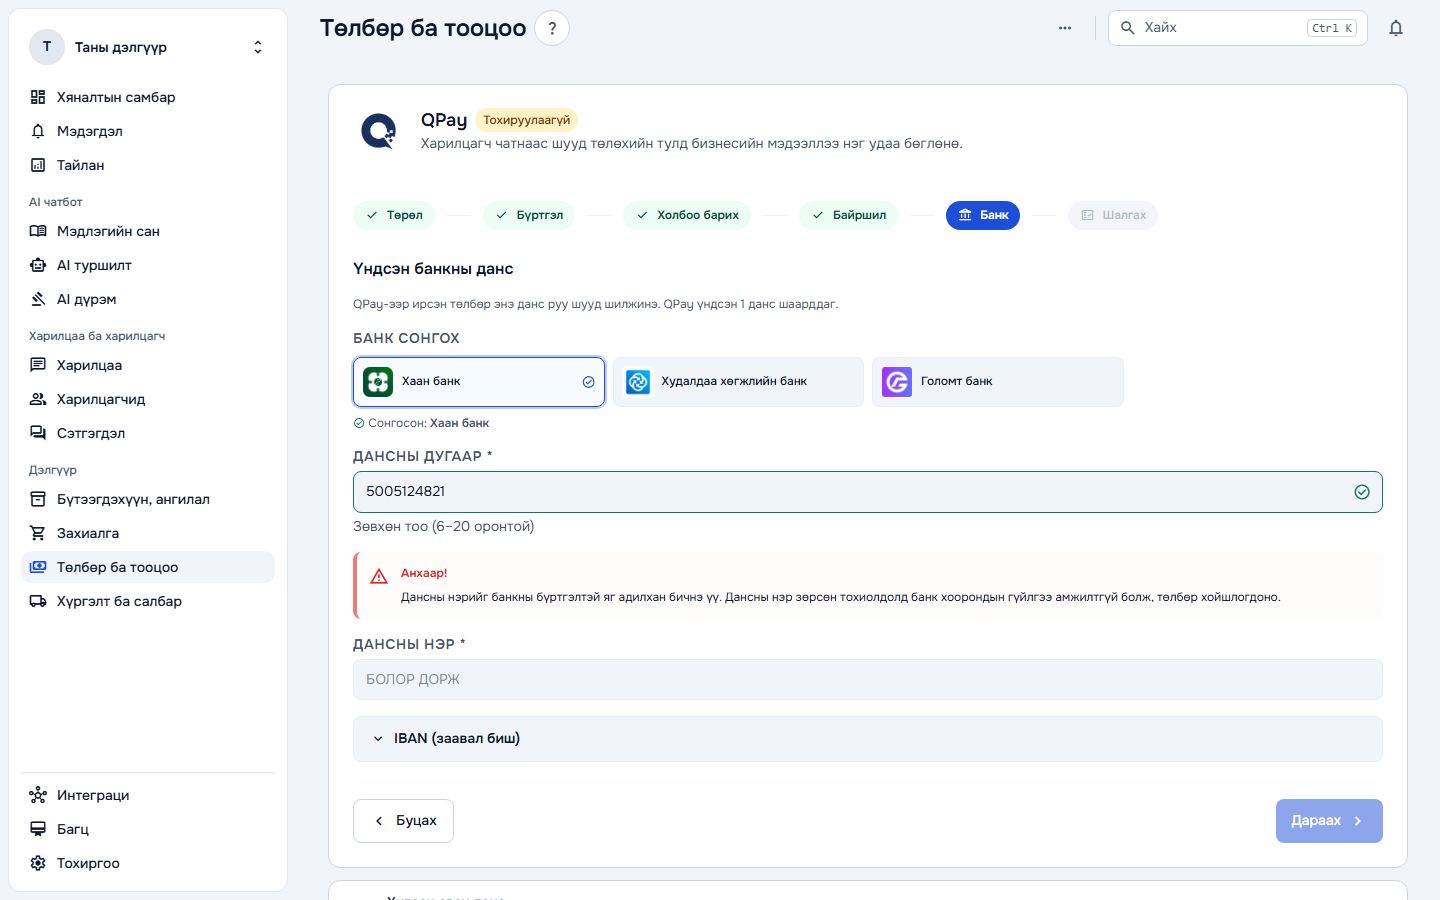 Т Таны дэлгүүр
Хяналтын самбар
Мэдэгдэл
Тайлан
AI чатбот
Мэдлэгийн сан
AI туршилт
AI дүрэм
Харилцаа ба харилцагч
Харилцаа
Харилцагчид
Сэтгэгдэл
Дэлгүүр
Бүтээгдэхүүн, ангилал
Захиалга
Төлбөр ба тооцоо
Хүргэлт ба салбар
Интеграци
Багц
Тохиргоо
Төлбөр ба тооцоо ?
Хайх Ctrl K
QPay Тохируулаагүй
Харилцагч чатнаас шууд төлөхийн тулд бизнесийн мэдээллээ нэг удаа бөглөнө.
Төрөл Бүртгэл Холбоо барих Байршил Банк Шалгах
Үндсэн банкны данс
QPay-ээр ирсэн төлбөр энэ данс руу шууд шилжинэ. QPay үндсэн 1 данс шаарддаг.
БАНК СОНГОХ
Хаан банк Худалдаа хөгжлийн банк Голомт банк
Сонгосон: Хаан банк
ДАНСНЫ ДУГААР *
5005124821
Зөвхөн тоо (6–20 оронтой)
Анхаар!
Дансны нэрийг банкны бүртгэлтэй яг адилхан бичнэ үү. Дансны нэр зөрсөн тохиолдолд банк хоорондын гүйлгээ амжилтгүй болж, төлбөр хойшлогдоно.
ДАНСНЫ НЭР *
БОЛОР ДОРЖ
IBAN (заавал биш)
Буцах Дараах